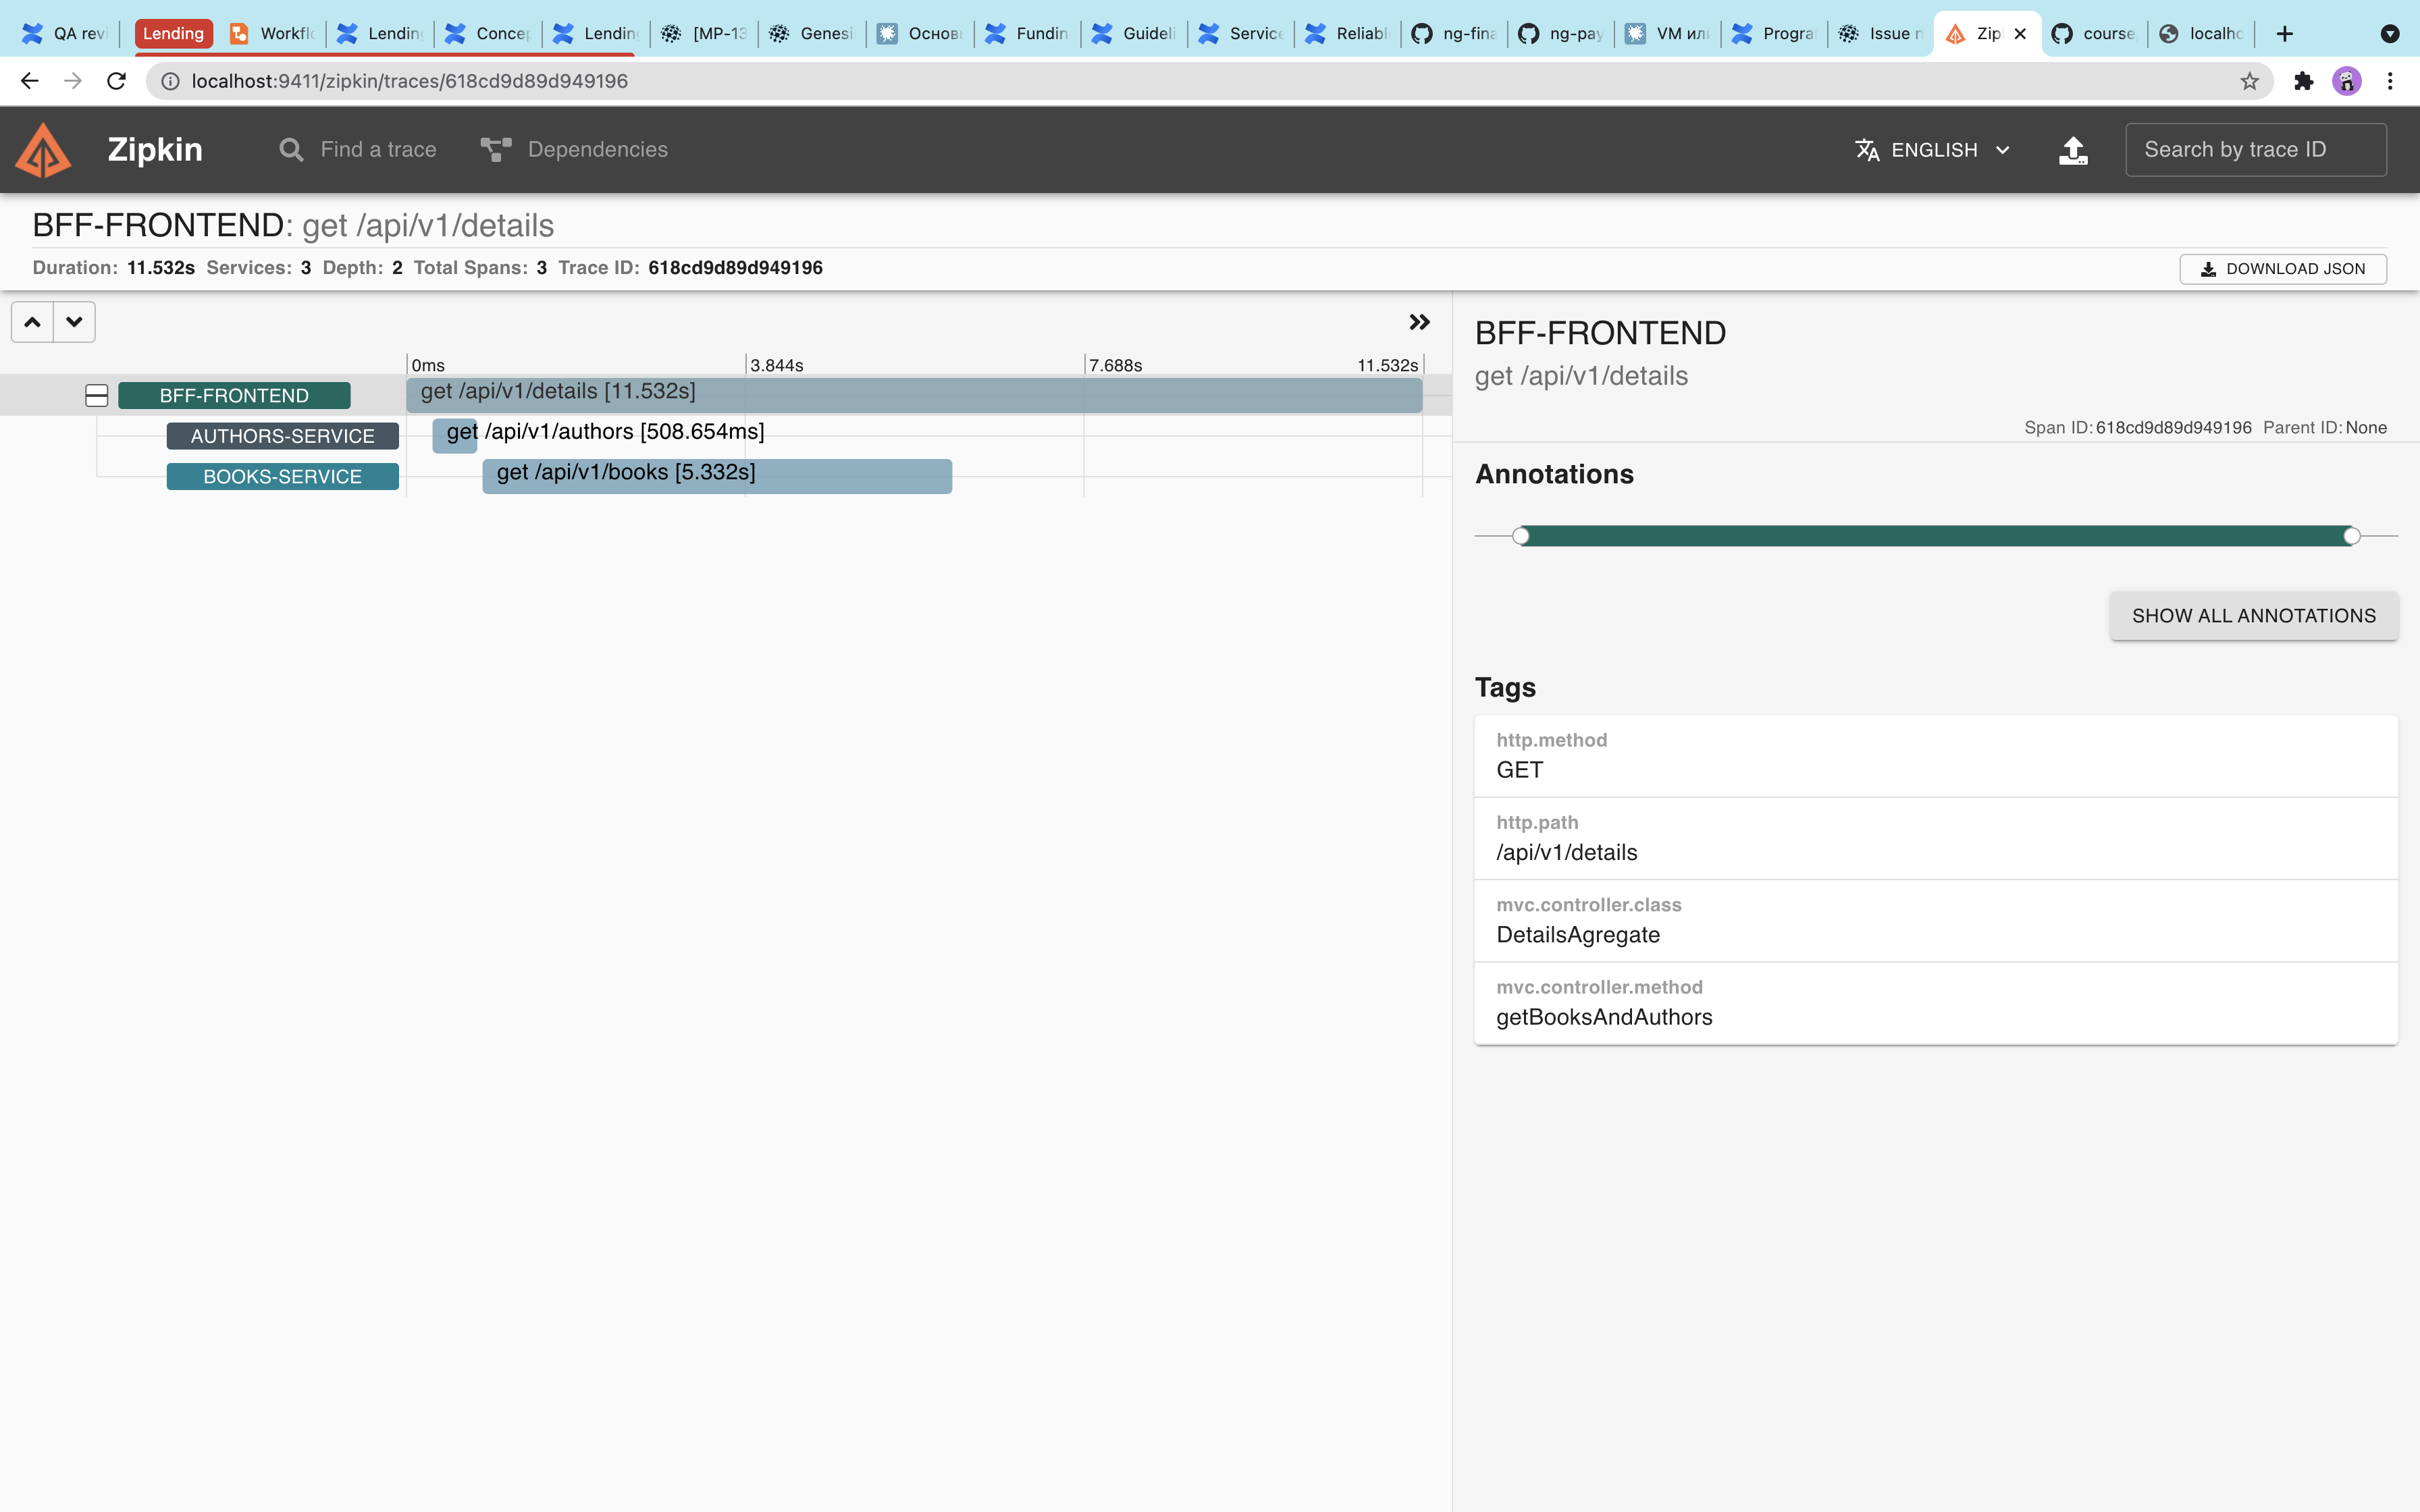 QA revi
Lending
Workflo
Lending
Concep
Lending
[MP-13
Genesi
Основ
Fundin
Guideli
Service
Reliabl
ng-fina
ng-pay
VM ил
Progra
Issue n
Zip
course
localho
localhost:9411/zipkin/traces/618cd9d89d949196
Zipkin
Find a trace
Dependencies
ENGLISH
Search by trace ID
BFF-FRONTEND: get /api/v1/details
Duration: 11.532s Services: 3 Depth: 2 Total Spans: 3 Trace ID: 618cd9d89d949196
DOWNLOAD JSON
0ms 3.844s 7.688s 11.532s
BFF-FRONTEND get /api/v1/details [11.532s]
AUTHORS-SERVICE get /api/v1/authors [508.654ms]
BOOKS-SERVICE get /api/v1/books [5.332s]
BFF-FRONTEND
get /api/v1/details
Span ID: 618cd9d89d949196 Parent ID: None
Annotations
SHOW ALL ANNOTATIONS
Tags
http.method
GET
http.path
/api/v1/details
mvc.controller.class
DetailsAgregate
mvc.controller.method
getBooksAndAuthors